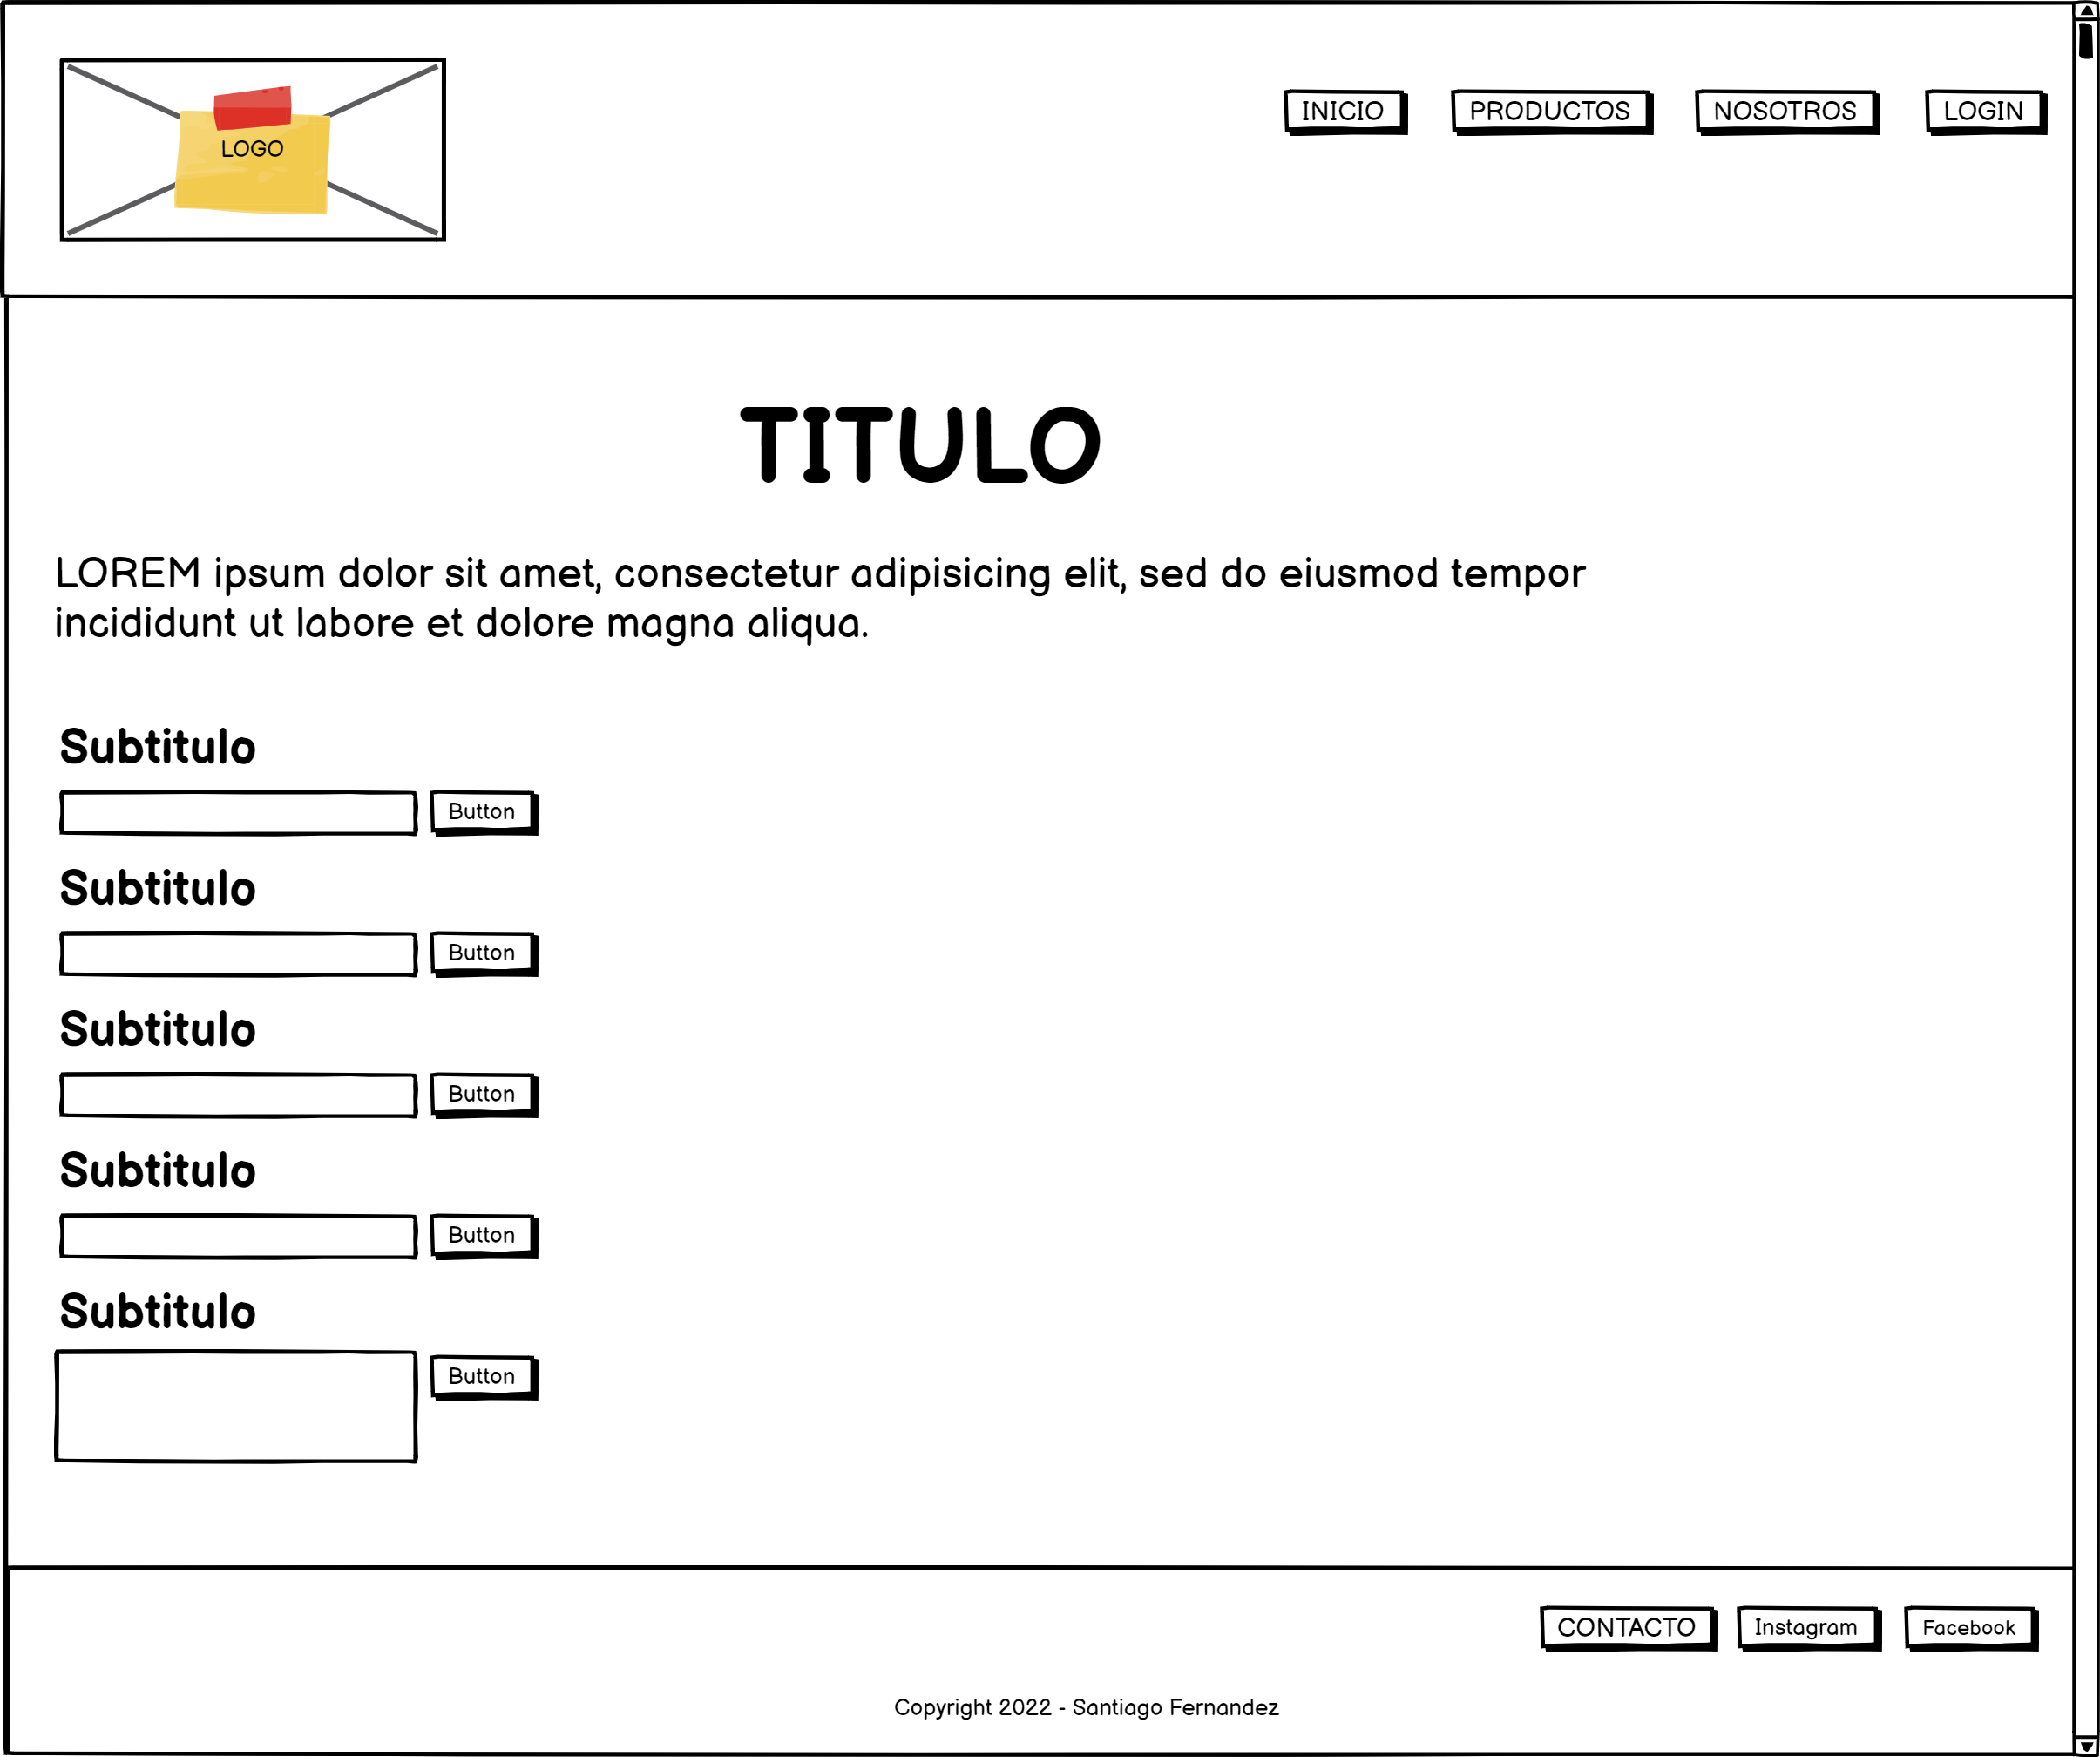 LOGO
INICIO
PRODUCTOS
NOSOTROS
LOGIN
TITULO
LOREM ipsum dolor sit amet, consectetur adipisicing elit, sed do eiusmod tempor
incididunt ut labore et dolore magna aliqua.
Subtitulo
Button
Subtitulo
Button
Subtitulo
Button
Subtitulo
Button
Subtitulo
Button
CONTACTO
Instagram
Facebook
Copyright 2022 - Santiago Fernandez